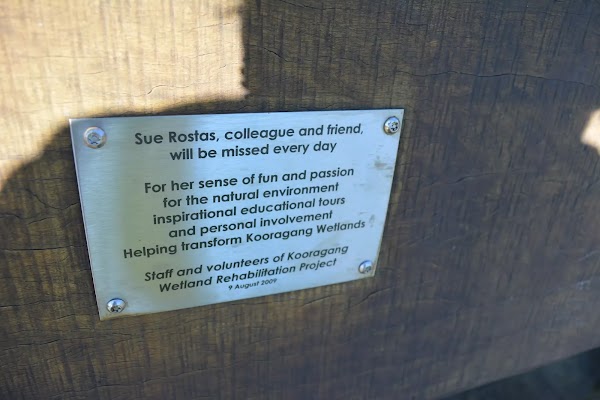 Sue Rostas, colleague and friend,
will be missed every day
For her sense of fun and passion
for the natural environment
inspirational educational tours
and personal involvement
Helping transform Kooragang Wetlands
Staff and volunteers of Kooragang
Wetland Rehabilitation Project
9 August 2009